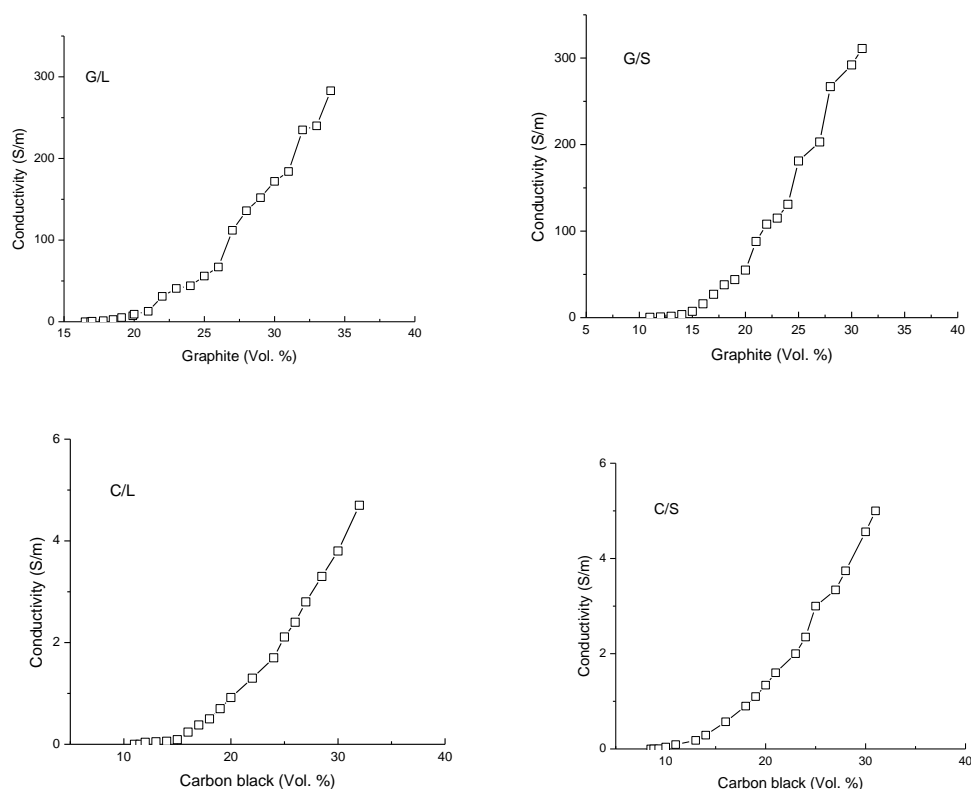 G/L
300
200
100
0
15 20 25 30 35 40
Conductivity (S/m)
Graphite (Vol. %)
G/S
300
200
100
0
5 10 15 20 25 30 35 40
Conductivity (S/m)
Graphite (Vol. %)
C/L
6
4
2
0
10 20 30 40
Conductivity (S/m)
Carbon black (Vol. %)
C/S
6
4
2
0
10 20 30 40
Conductivity (S/m)
Carbon black (Vol. %)